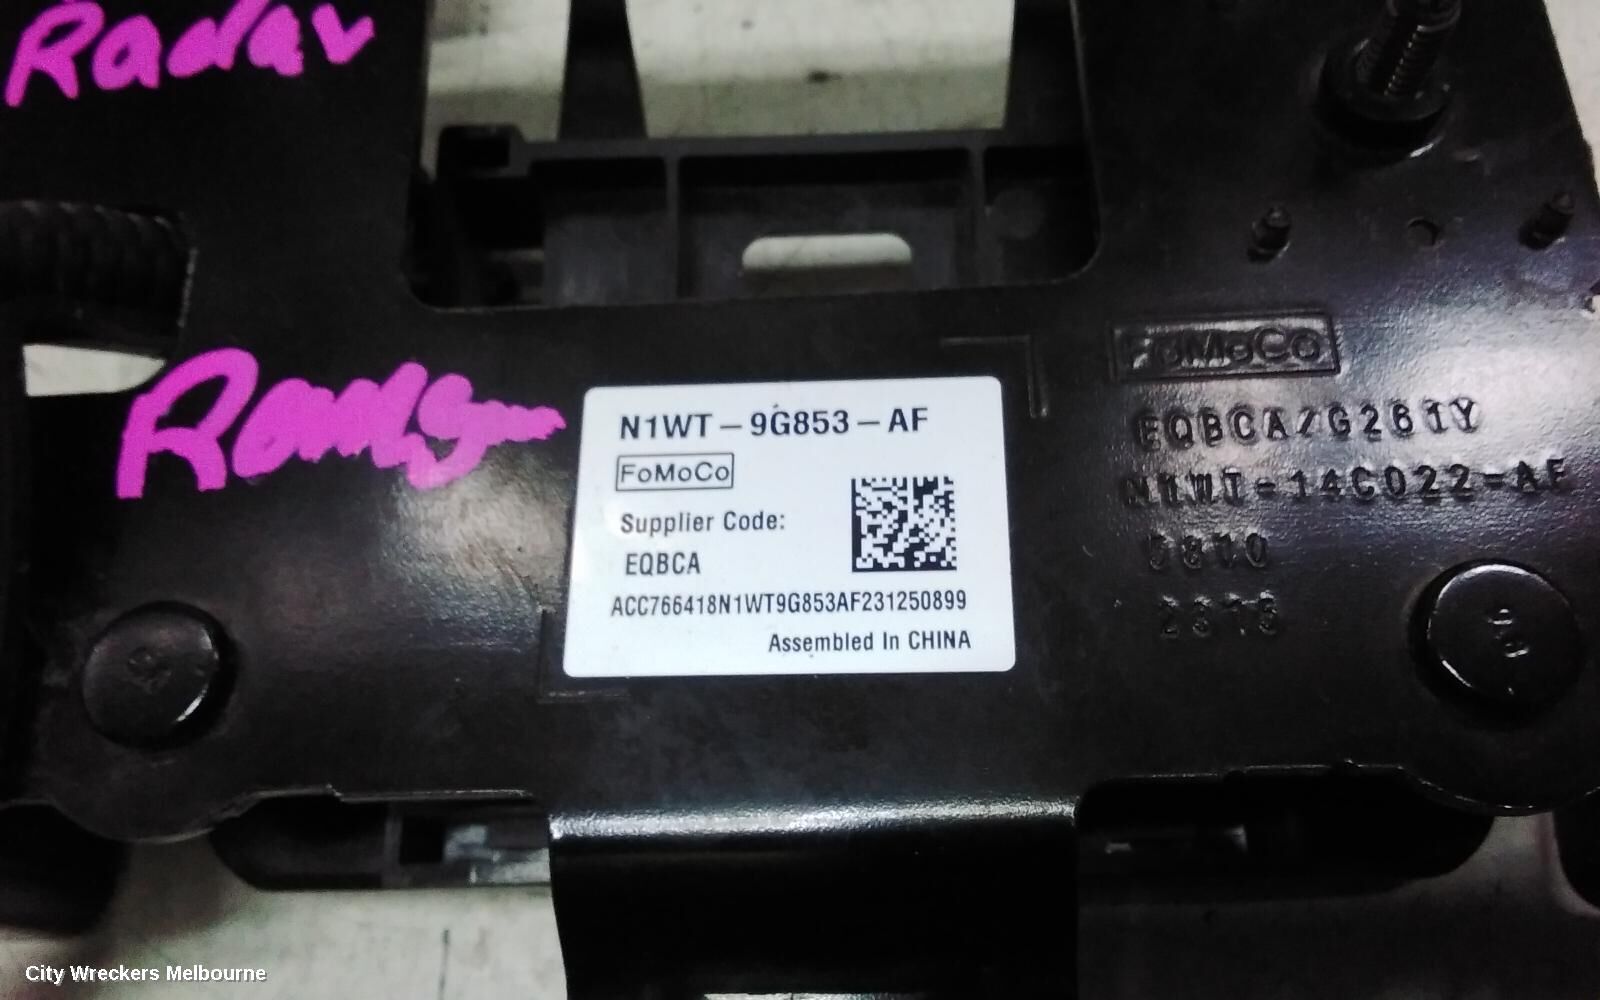 Radar
N1WT-9G853-AF
FoMoCo
Supplier Code:
EQBCA
ACC766418N1WT9G853AF231250899
Assembled In CHINA
FoMoCo
EQBCA/G261Y
N1WT-14C022-AF
City Wreckers Melbourne